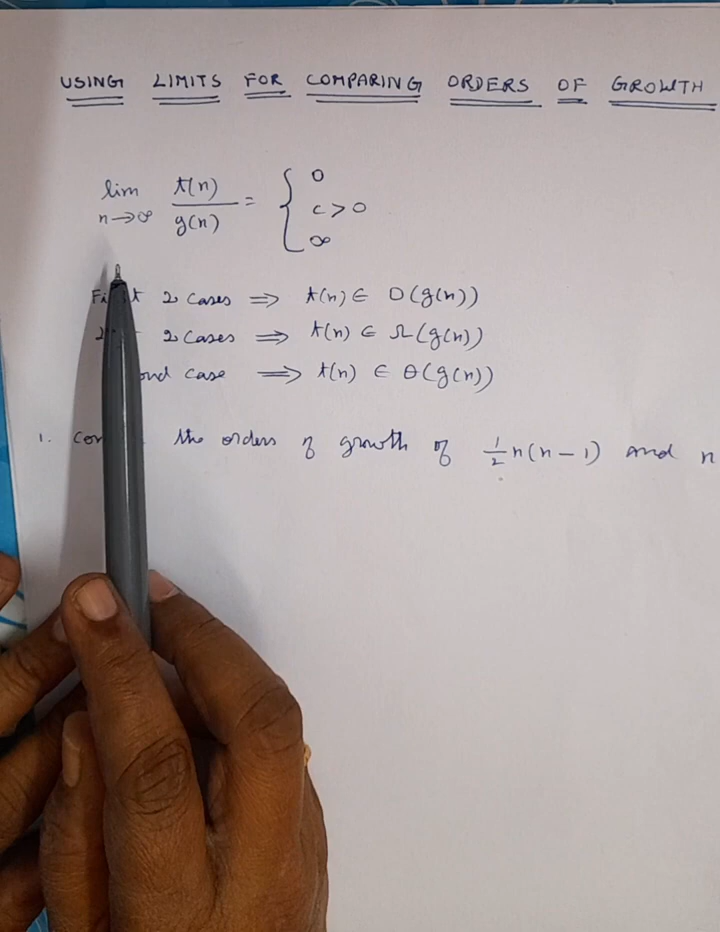 USING LIMITS FOR COMPARING ORDERS OF GROWTH
lim n→∞ t(n)/g(n) = { 0
c > 0
∞
2 cases ⇒ t(n) ∈ O(g(n))
2 cases ⇒ t(n) ∈ Ω(g(n))
case ⇒ t(n) ∈ Θ(g(n))
1. the orders of growth of 1/2 n(n-1) and n